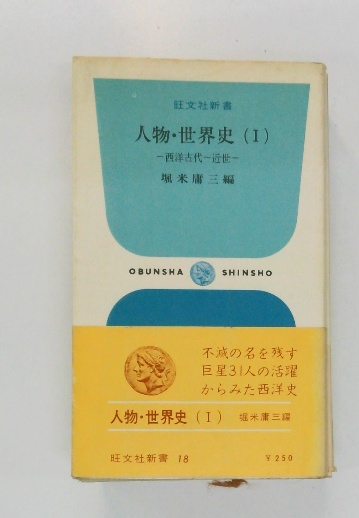 旺文社新書
人物・世界史(Ⅰ)
－西洋古代～近世－
堀米庸三編
OBUNSHA SHINSHO
不滅の名を残す
巨星31人の活躍
からみた西洋史
人物・世界史(Ⅰ) 堀米庸三編
旺文社新書 18 ¥250